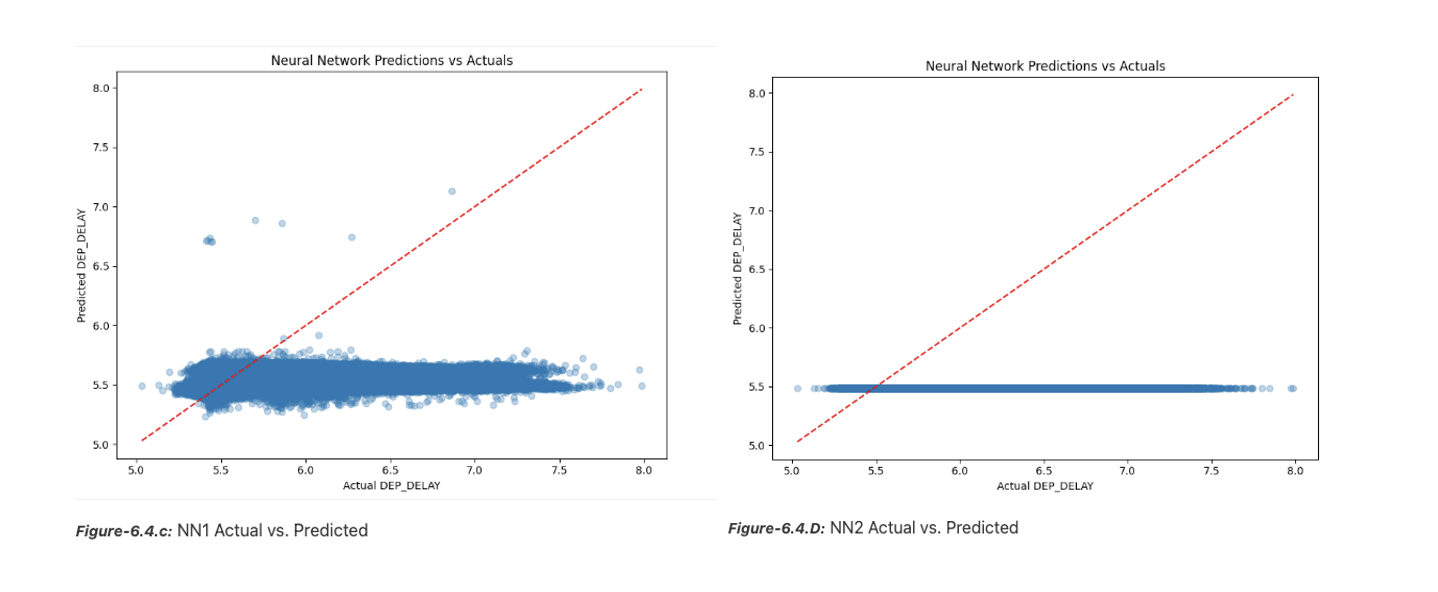 Neural Network Predictions vs Actuals
8.0
7.5
7.0
6.5
6.0
5.5
5.0
Predicted DEP_DELAY
5.0 5.5 6.0 6.5 7.0 7.5 8.0
Actual DEP_DELAY
Figure-6.4.c: NN1 Actual vs. Predicted
Neural Network Predictions vs Actuals
8.0
7.5
7.0
6.5
6.0
5.5
5.0
Predicted DEP_DELAY
5.0 5.5 6.0 6.5 7.0 7.5 8.0
Actual DEP_DELAY
Figure-6.4.D: NN2 Actual vs. Predicted